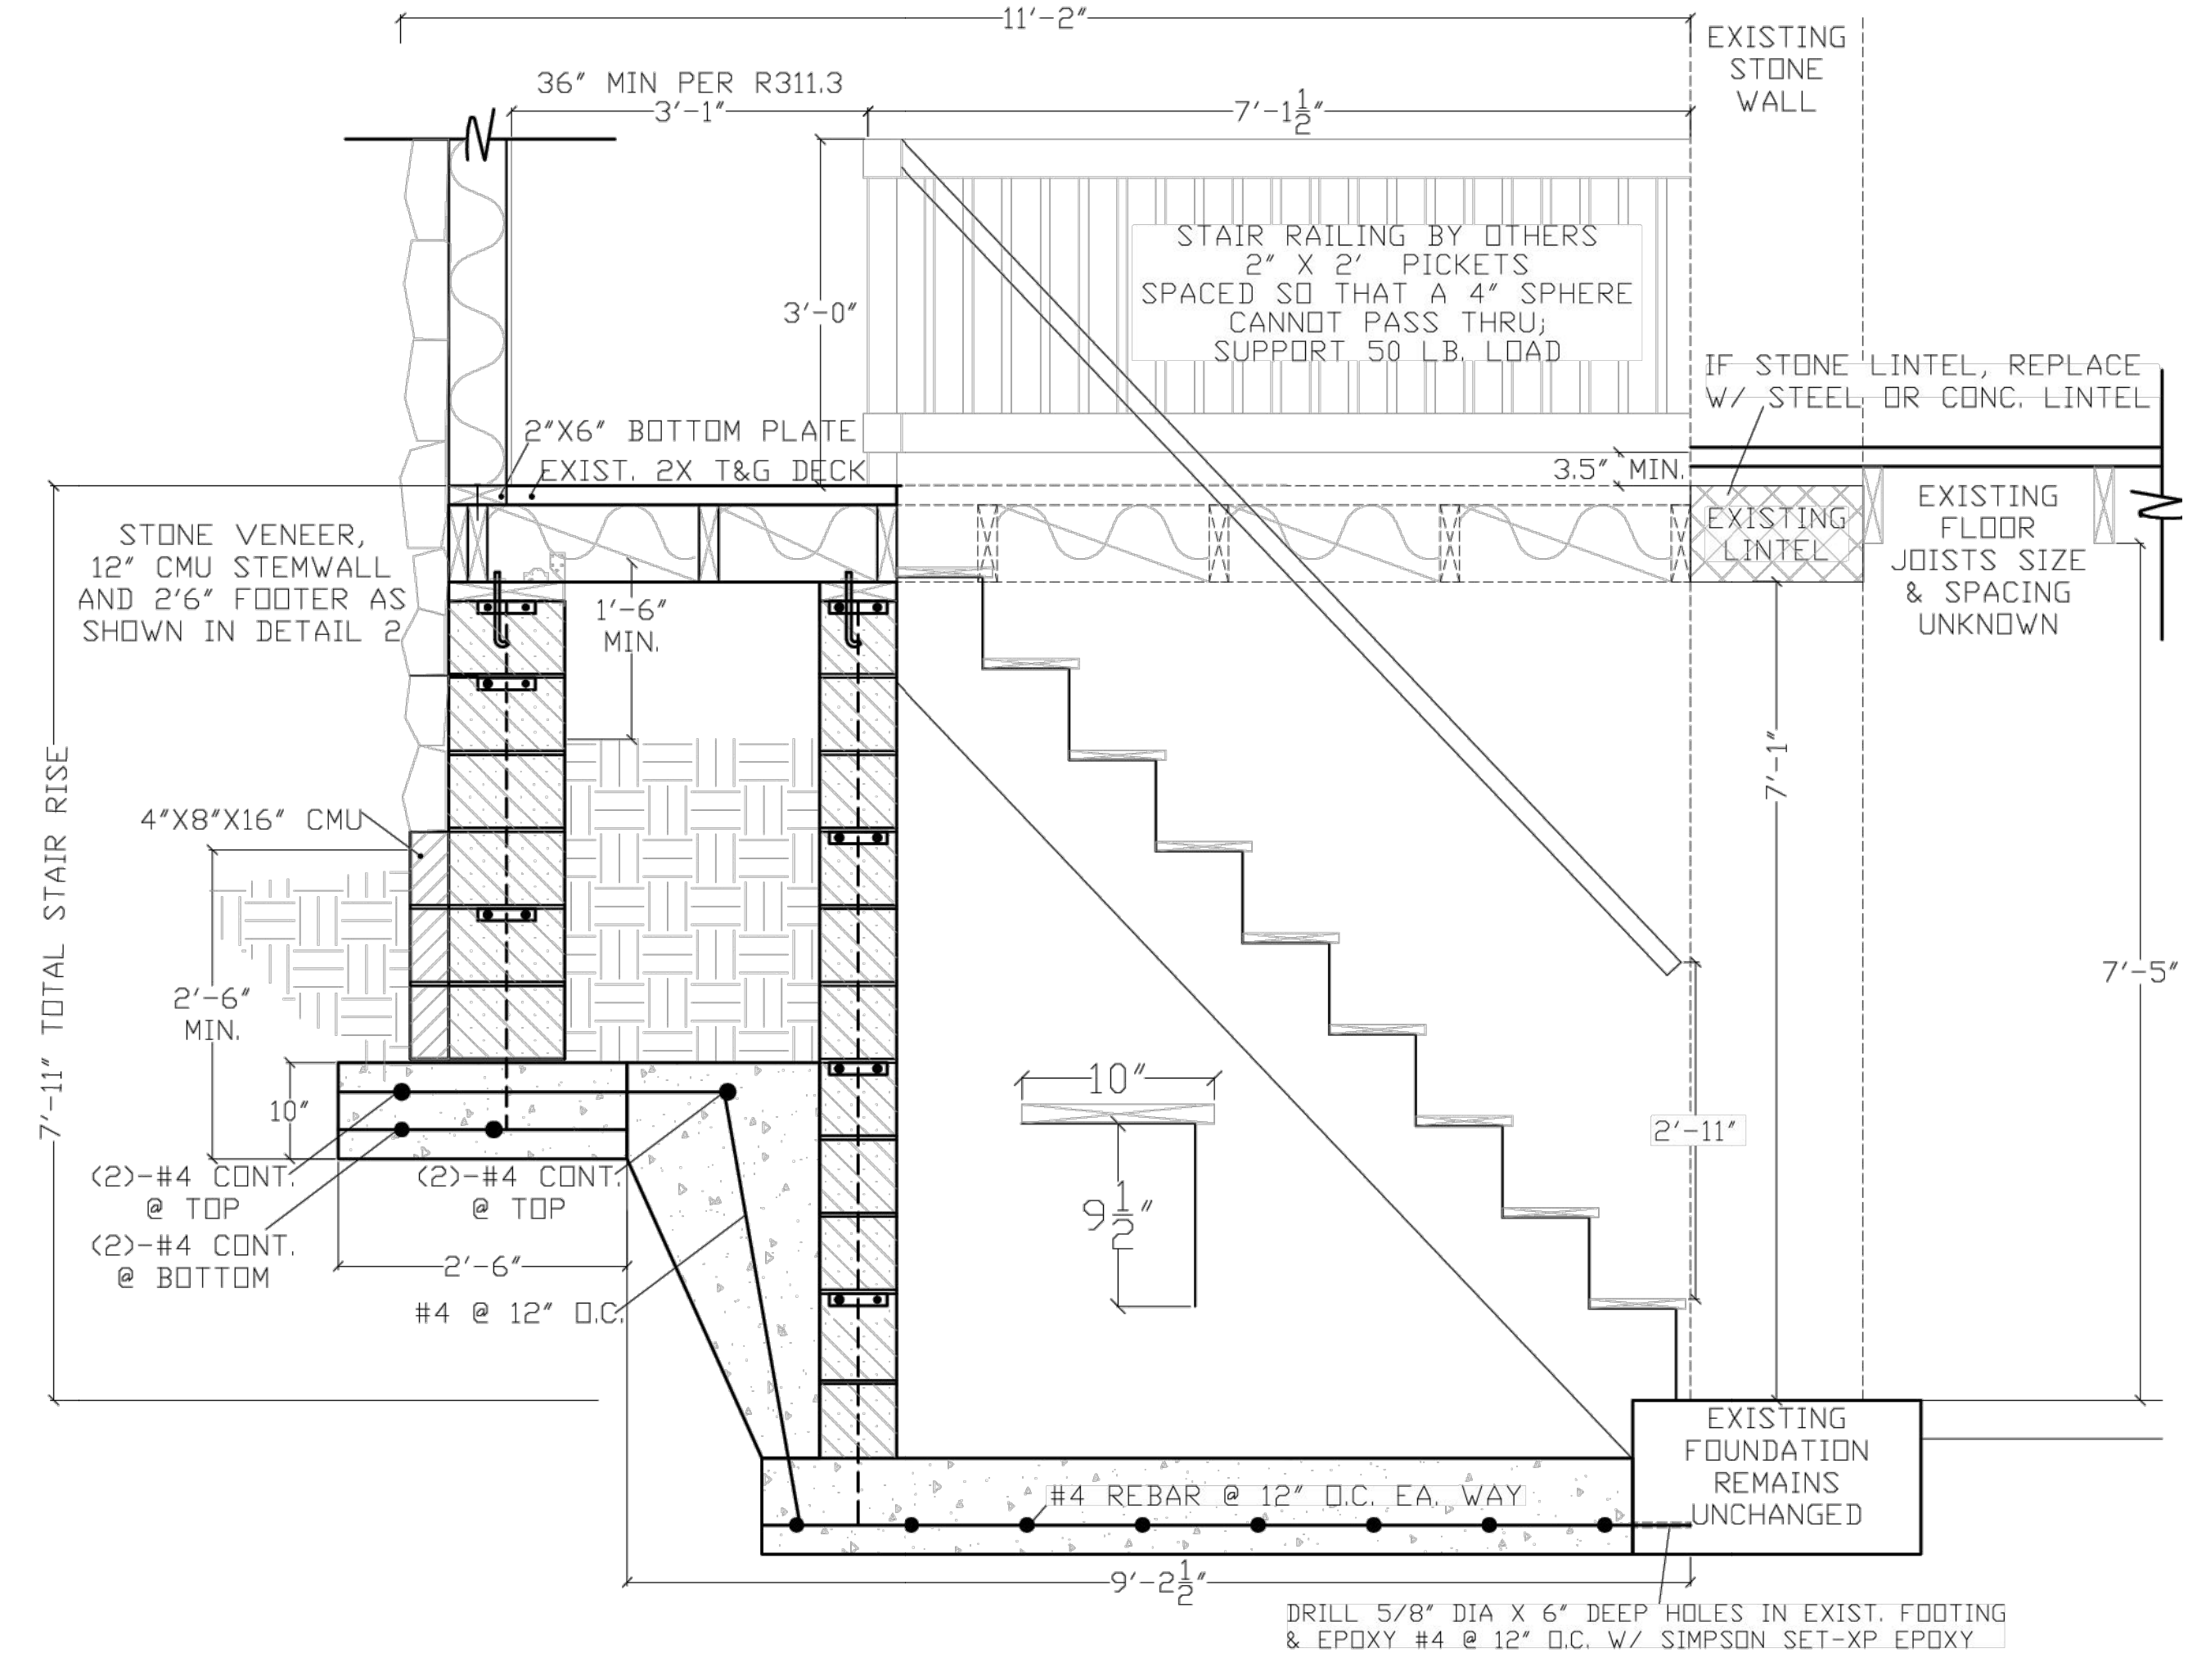 11'-2"
EXISTING
STONE
WALL
36" MIN PER R311.3
3'-1"
7'-1 1/2"
STAIR RAILING BY OTHERS
2" X 2' PICKETS
SPACED SO THAT A 4" SPHERE
CANNOT PASS THRU;
SUPPORT 50 LB. LOAD
3'-0"
IF STONE LINTEL, REPLACE
W/ STEEL OR CONC. LINTEL
2"X6" BOTTOM PLATE
EXIST. 2X T&G DECK
3.5" MIN.
STONE VENEER,
12" CMU STEMWALL
AND 2'6" FOOTER AS
SHOWN IN DETAIL 2
EXISTING
LINTEL
EXISTING
FLOOR
JOISTS SIZE
& SPACING
UNKNOWN
1'-6"
MIN.
7'-11" TOTAL STAIR RISE
4"X8"X16" CMU
7'-1"
7'-5"
2'-6"
MIN.
10"
10"
9 1/2"
2'-11"
(2)-#4 CONT.
@ TOP
(2)-#4 CONT.
@ BOTTOM
(2)-#4 CONT.
@ TOP
2'-6"
#4 @ 12" O.C.
EXISTING
FOUNDATION
REMAINS
UNCHANGED
#4 REBAR @ 12" O.C. EA. WAY
9'-2 1/2"
DRILL 5/8" DIA X 6" DEEP HOLES IN EXIST. FOOTING
& EPOXY #4 @ 12" O.C. W/ SIMPSON SET-XP EPOXY